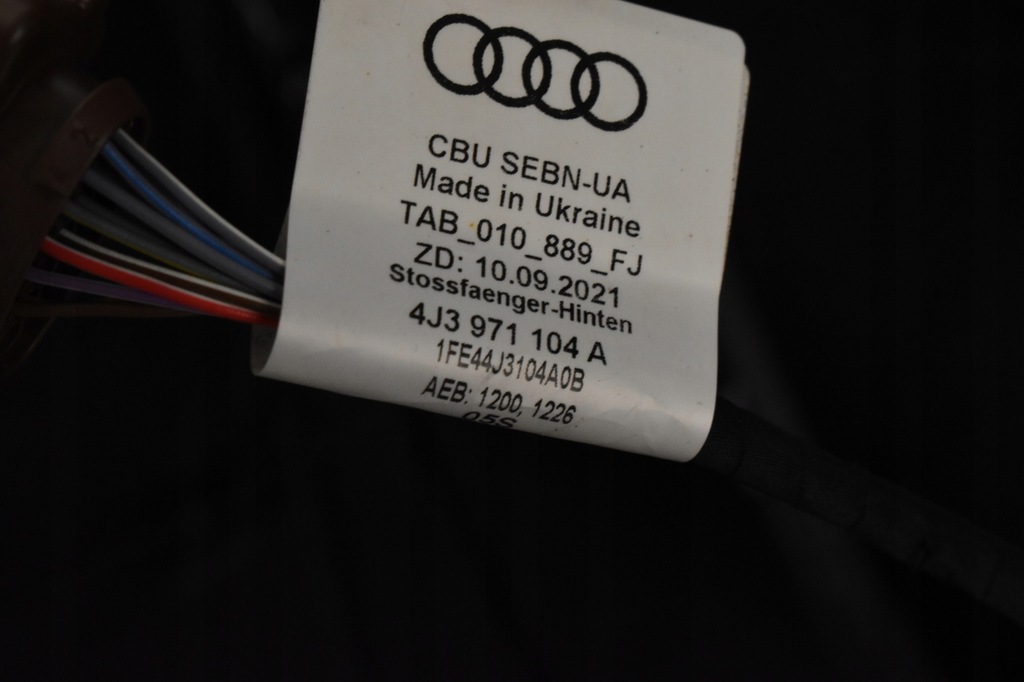 CBU SEBN-UA
Made in Ukraine
TAB_010_889_FJ
ZD: 10.09.2021
Stossfaenger-Hinten
4J3 971 104 A
1FE44J3104A0B
AEB: 1200, 1226
05S